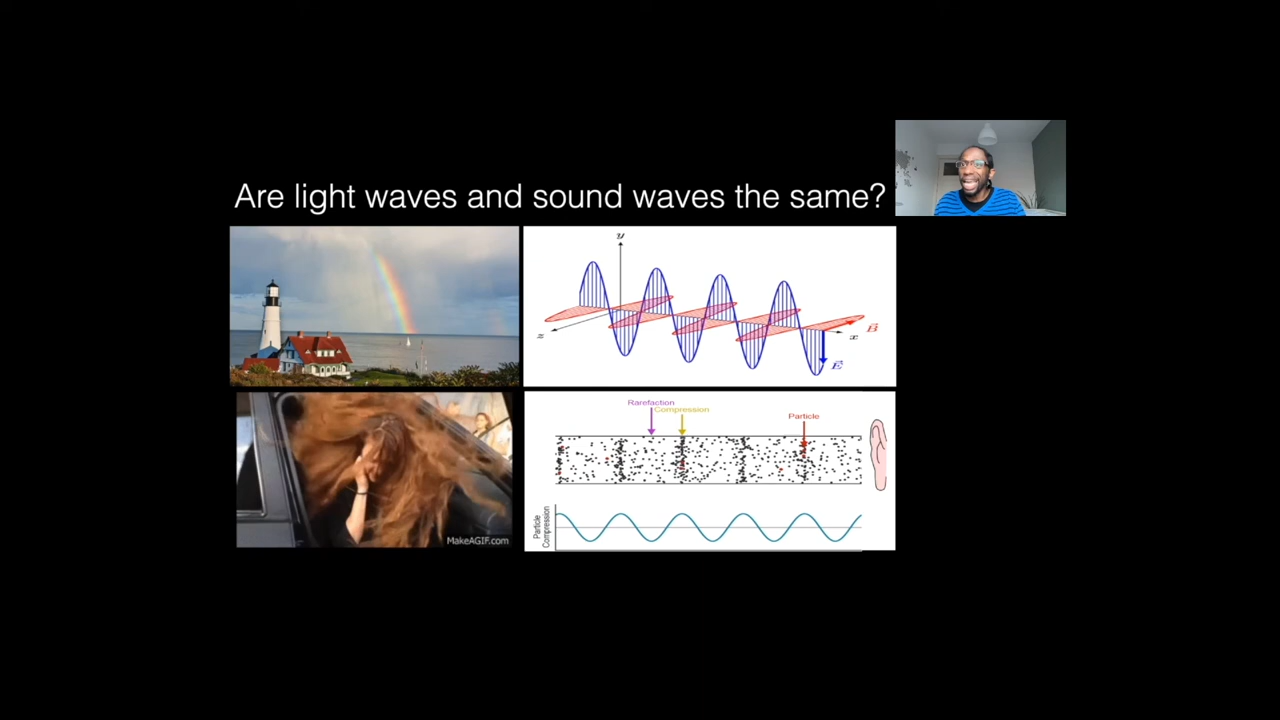 Are light waves and sound waves the same?
y
z
x
B
E
MakeAGIF.com
Rarefaction
Compression
Particle
Particle
Compression